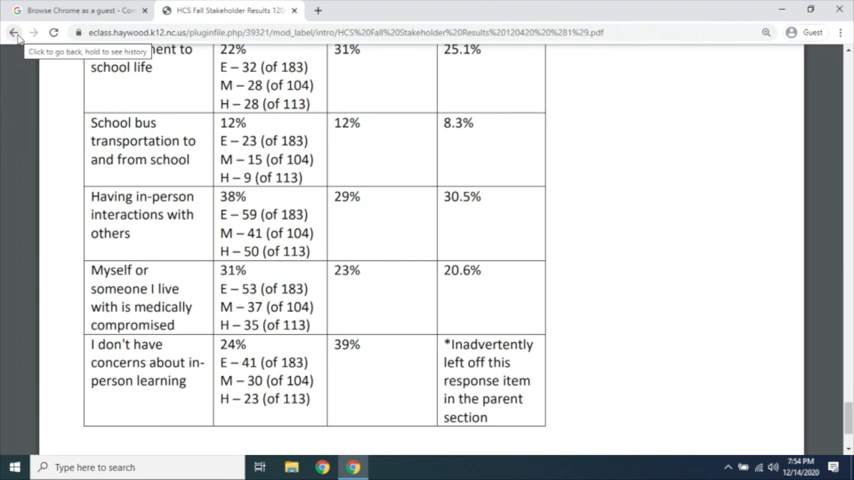 Browse Chrome as a guest - Con
HCS Fall Stakeholder Results 120
eclass.haywood.k12.nc.us/pluginfile.php/39321/mod_label/intro/HCS%20Fall%20Stakeholder%20Results%20120420%20%281%29.pdf
Guest
Click to go back, hold to see history
ment to
school life
22%
E – 32 (of 183)
M – 28 (of 104)
H – 28 (of 113)
31%
25.1%
School bus
transportation to
and from school
12%
E – 23 (of 183)
M – 15 (of 104)
H – 9 (of 113)
12%
8.3%
Having in-person
interactions with
others
38%
E – 59 (of 183)
M – 41 (of 104)
H – 50 (of 113)
29%
30.5%
Myself or
someone I live
with is medically
compromised
31%
E – 53 (of 183)
M – 37 (of 104)
H – 35 (of 113)
23%
20.6%
I don't have
concerns about in-
person learning
24%
E – 41 (of 183)
M – 30 (of 104)
H – 23 (of 113)
39%
*Inadvertently
left off this
response item
in the parent
section
Type here to search
7:54 PM
12/14/2020